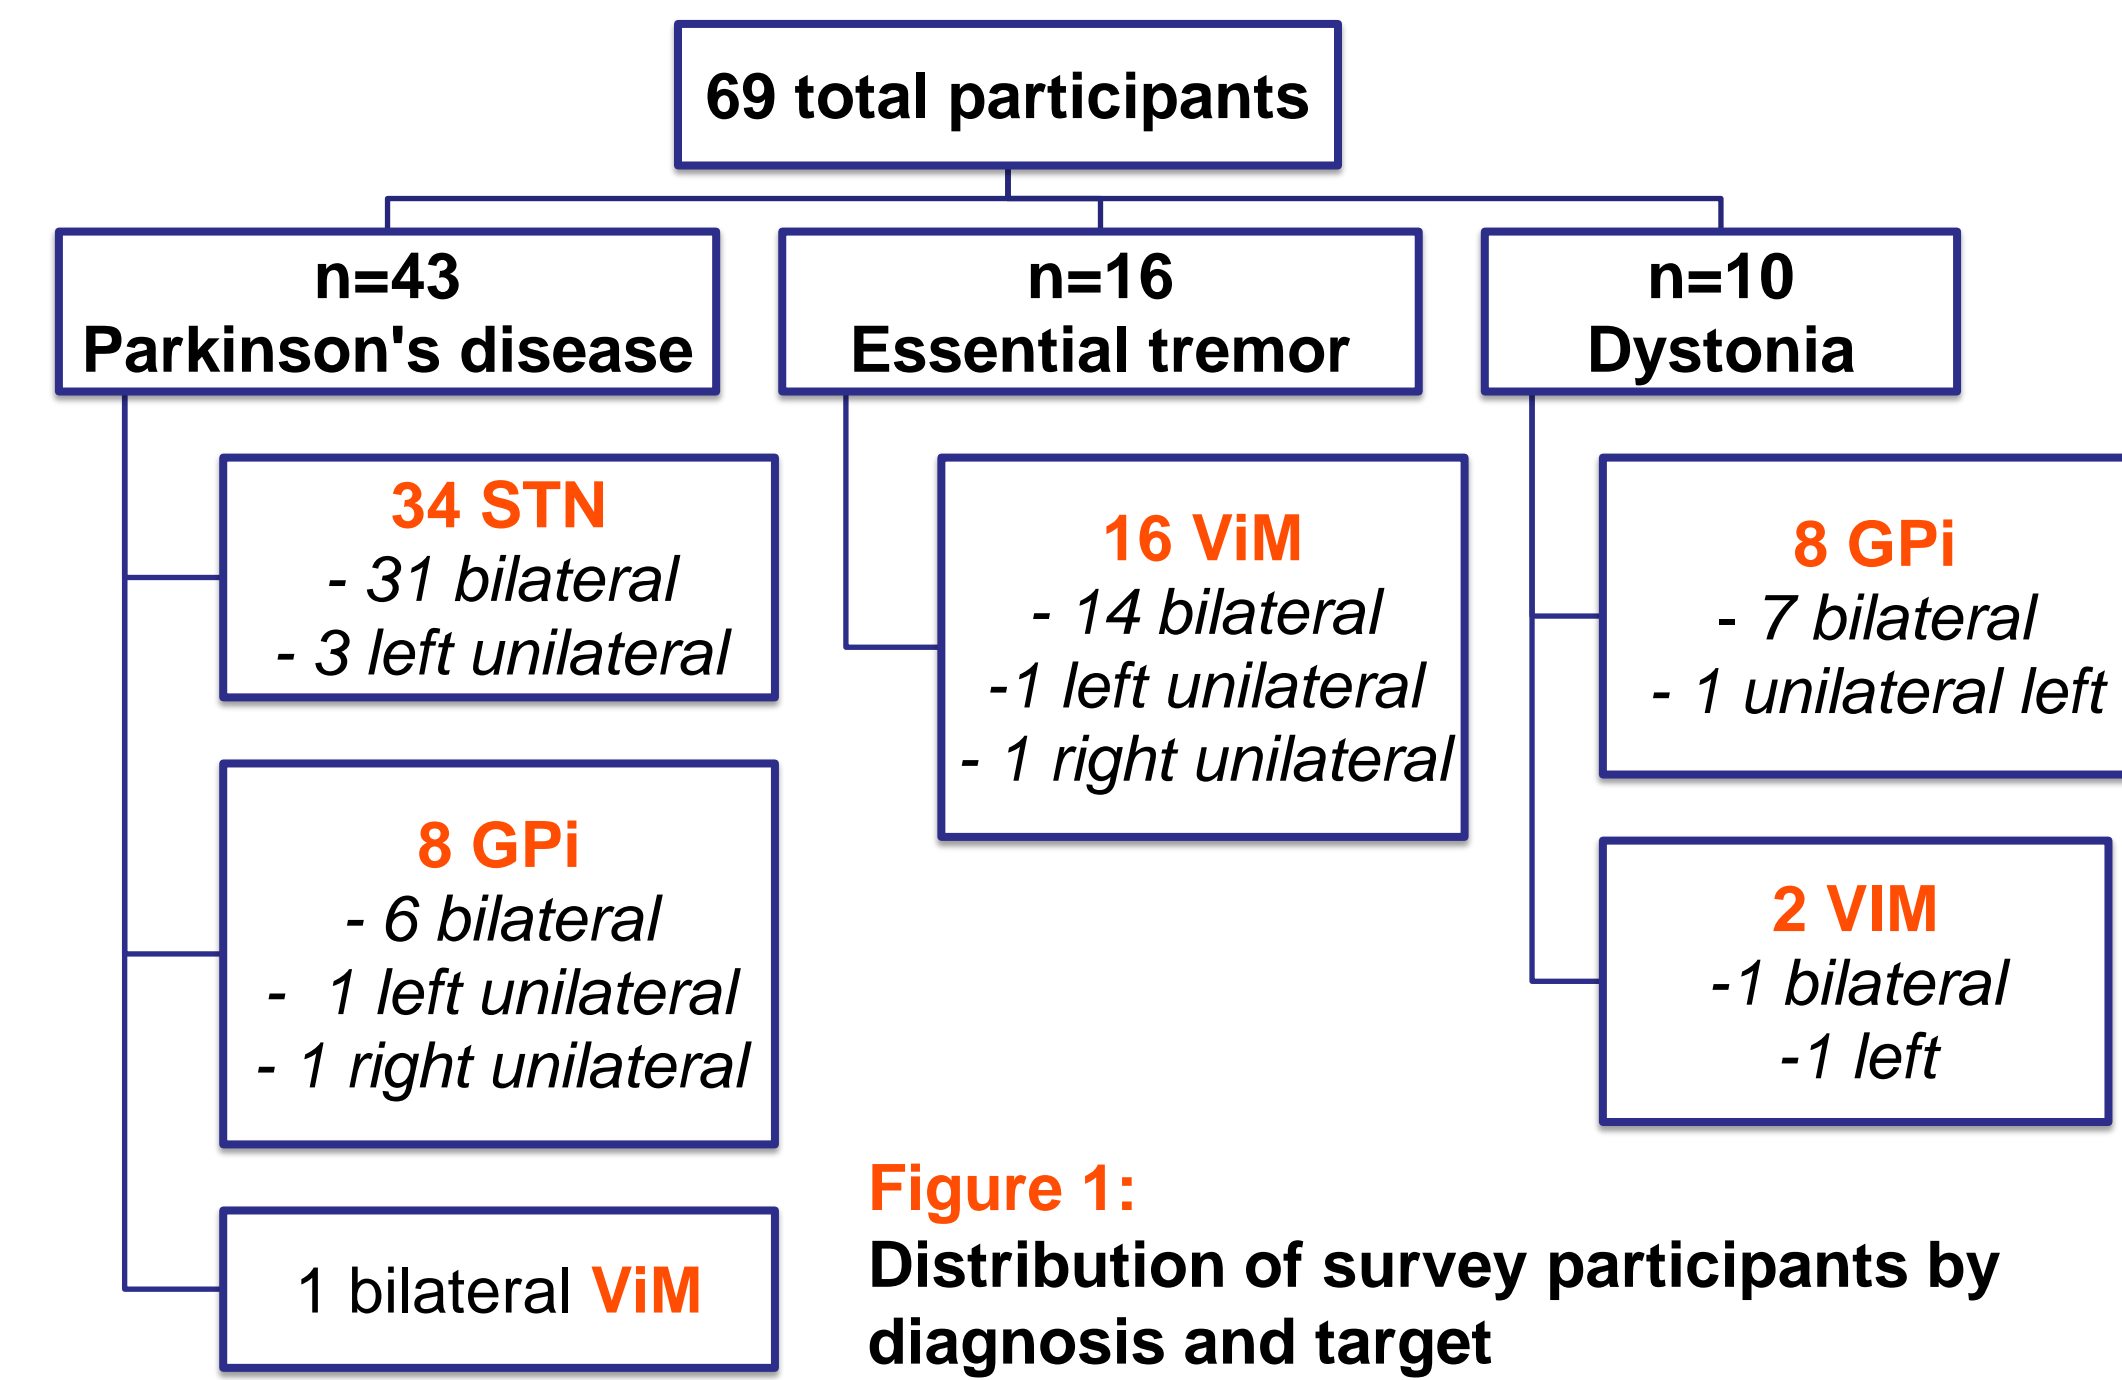 69 total participants
n=43
Parkinson's disease
n=16
Essential tremor
n=10
Dystonia
34 STN
- 31 bilateral
- 3 left unilateral
8 GPi
- 6 bilateral
- 1 left unilateral
- 1 right unilateral
1 bilateral ViM
16 ViM
- 14 bilateral
-1 left unilateral
- 1 right unilateral
8 GPi
- 7 bilateral
- 1 unilateral left
2 VIM
-1 bilateral
-1 left
Figure 1:
Distribution of survey participants by
diagnosis and target